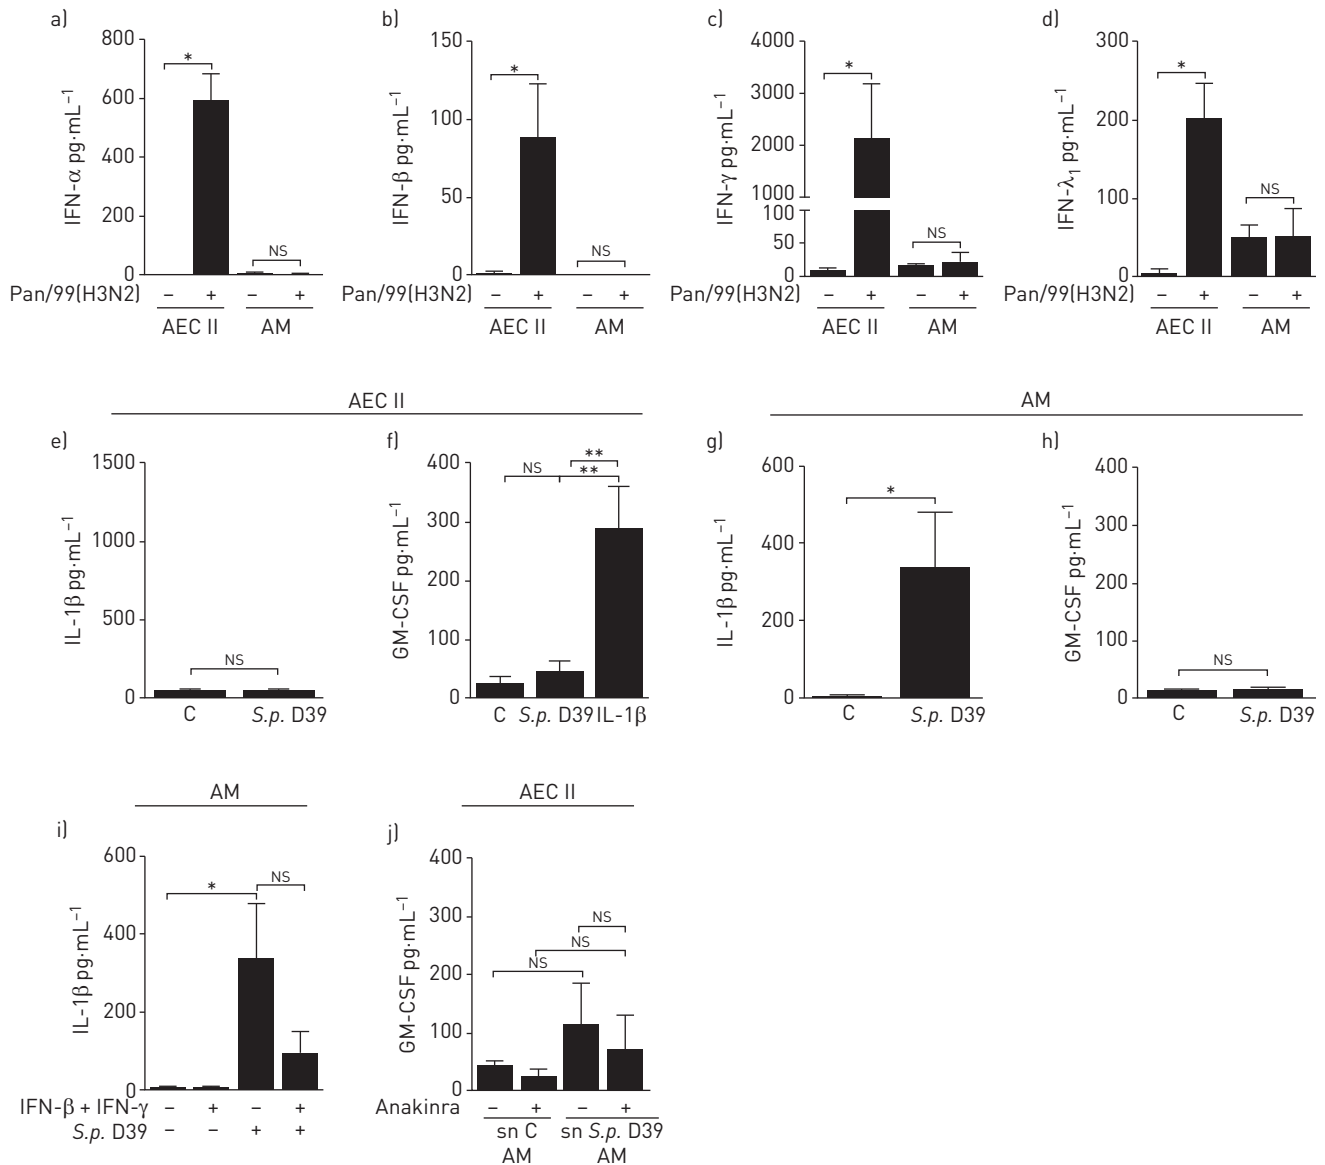 a)
800
600
400
200
0
IFN-α pg·mL⁻¹
*
NS
Pan/99(H3N2)
– + – +
AEC II AM
b)
150
100
50
0
IFN-β pg·mL⁻¹
*
NS
Pan/99(H3N2)
– + – +
AEC II AM
c)
4000
3000
2000
1000
100
50
0
IFN-γ pg·mL⁻¹
*
NS
Pan/99(H3N2)
– + – +
AEC II AM
d)
300
200
100
0
IFN-λ₁ pg·mL⁻¹
*
NS
Pan/99(H3N2)
– + – +
AEC II AM
AEC II
e)
1500
1000
500
0
IL-1β pg·mL⁻¹
NS
C S.p. D39
f)
400
300
200
100
0
GM-CSF pg·mL⁻¹
**
NS **
C S.p. D39 IL-1β
AM
g)
600
400
200
0
IL-1β pg·mL⁻¹
*
C S.p. D39
h)
400
300
200
100
0
GM-CSF pg·mL⁻¹
NS
C S.p. D39
AM
i)
600
400
200
0
IL-1β pg·mL⁻¹
* NS
IFN-β + IFN-γ – + – +
S.p. D39 – – + +
AEC II
j)
400
300
200
100
0
GM-CSF pg·mL⁻¹
NS
NS
NS
Anakinra – + – +
sn C sn S.p. D39
AM AM